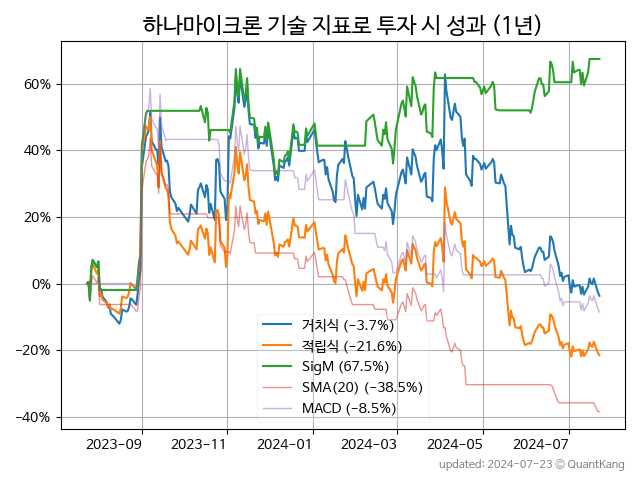 하나마이크론 기술 지표로 투자 시 성과 (1년)
60%
40%
20%
0%
−20%
−40%
거치식 (−3.7%)
적립식 (−21.6%)
SigM (67.5%)
SMA(20) (−38.5%)
MACD (−8.5%)
2023-09
2023-11
2024-01
2024-03
2024-05
2024-07
updated: 2024-07-23 © QuantKang